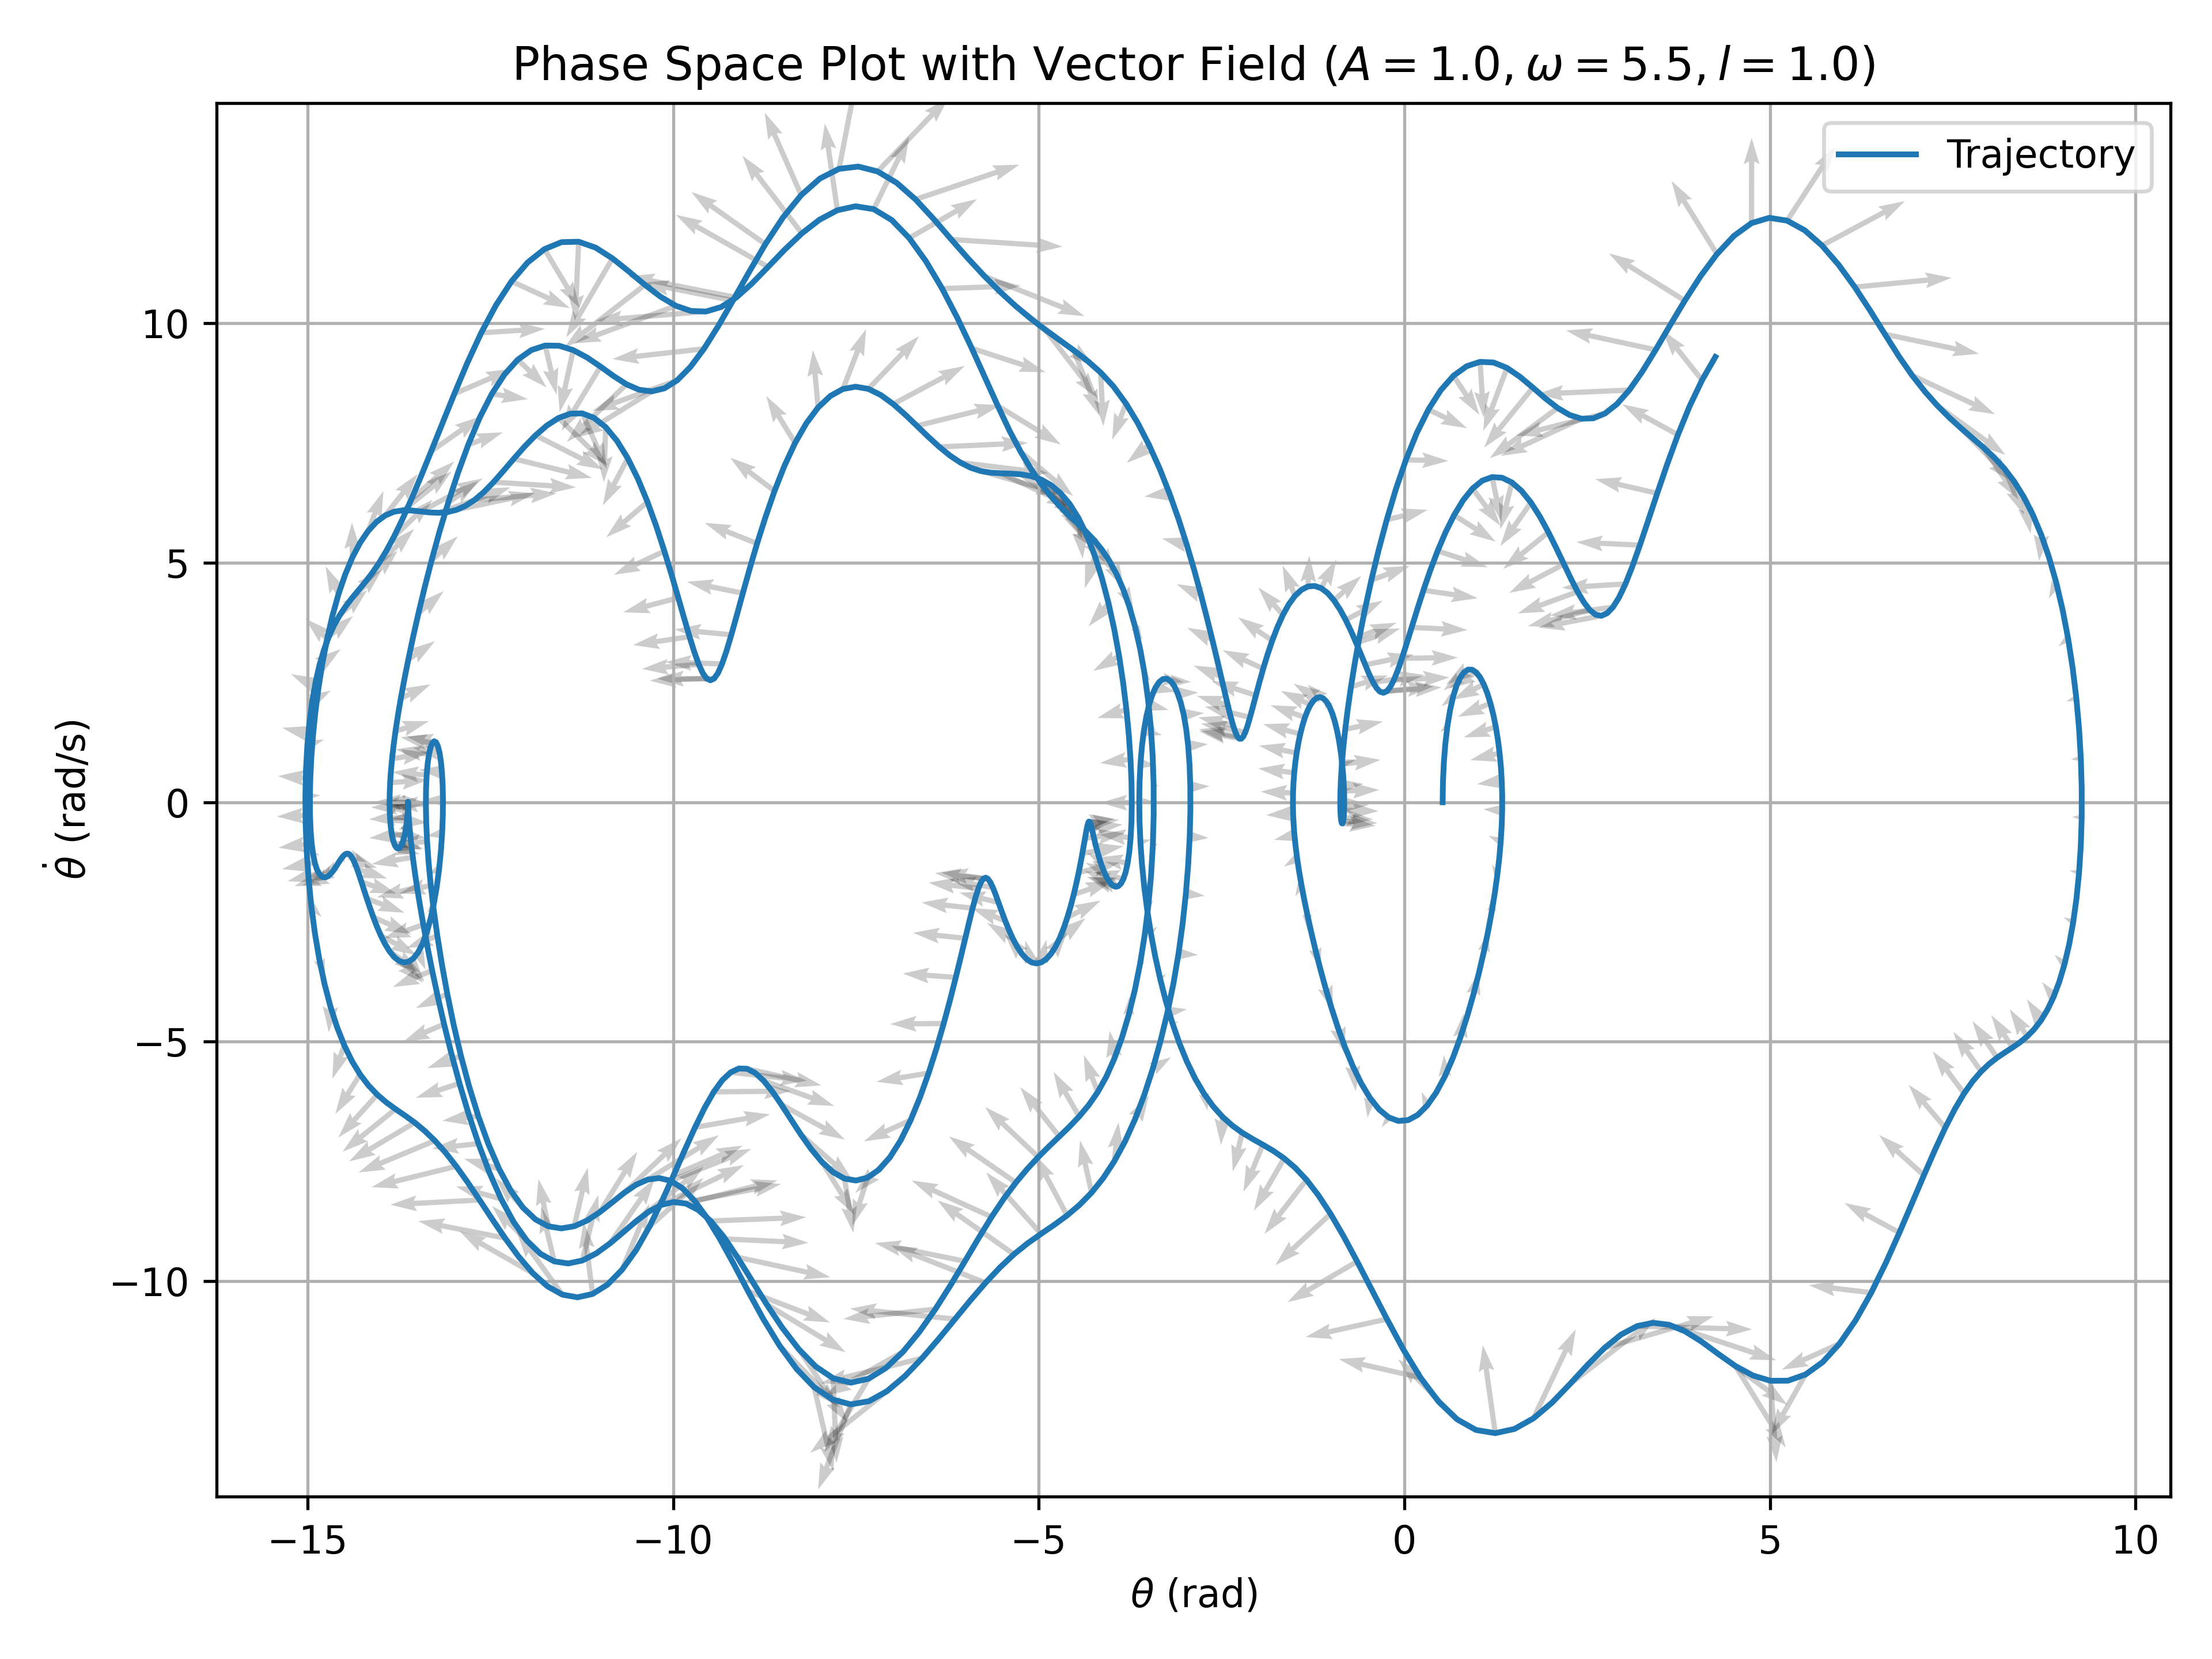 Phase Space Plot with Vector Field (A = 1.0, ω = 5.5, l = 1.0)
Trajectory
10
5
0
−5
−10
θ̇ (rad/s)
−15 −10 −5 0 5 10
θ (rad)